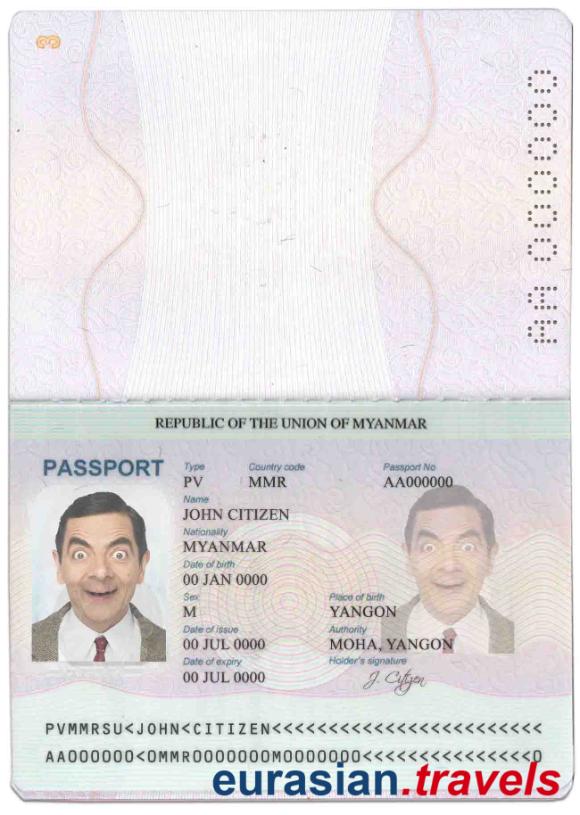 3
AA 000000
REPUBLIC OF THE UNION OF MYANMAR
PASSPORT
Type Country code Passport No
PV MMR AA000000
Name
JOHN CITIZEN
Nationality
MYANMAR
Date of birth
00 JAN 0000
Sex Place of birth
M YANGON
Date of issue Authority
00 JUL 0000 MOHA, YANGON
Date of expiry Holder's signature
00 JUL 0000 J. Citizen
PVMMRSU<JOHN<CITIZEN<<<<<<<<<<<<<<<<<<<<<<<<
AA000000<0MMR0000000M0000000<<<<<<<<<<<<<<<0
eurasian.travels